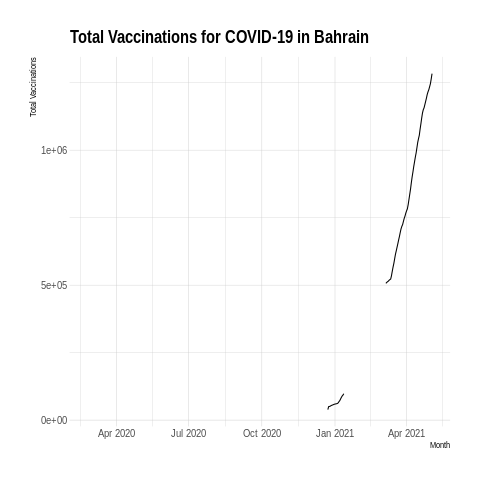 Total Vaccinations for COVID-19 in Bahrain
Total Vaccinations
1e+06
5e+05
0e+00
Apr 2020 Jul 2020 Oct 2020 Jan 2021 Apr 2021
Month